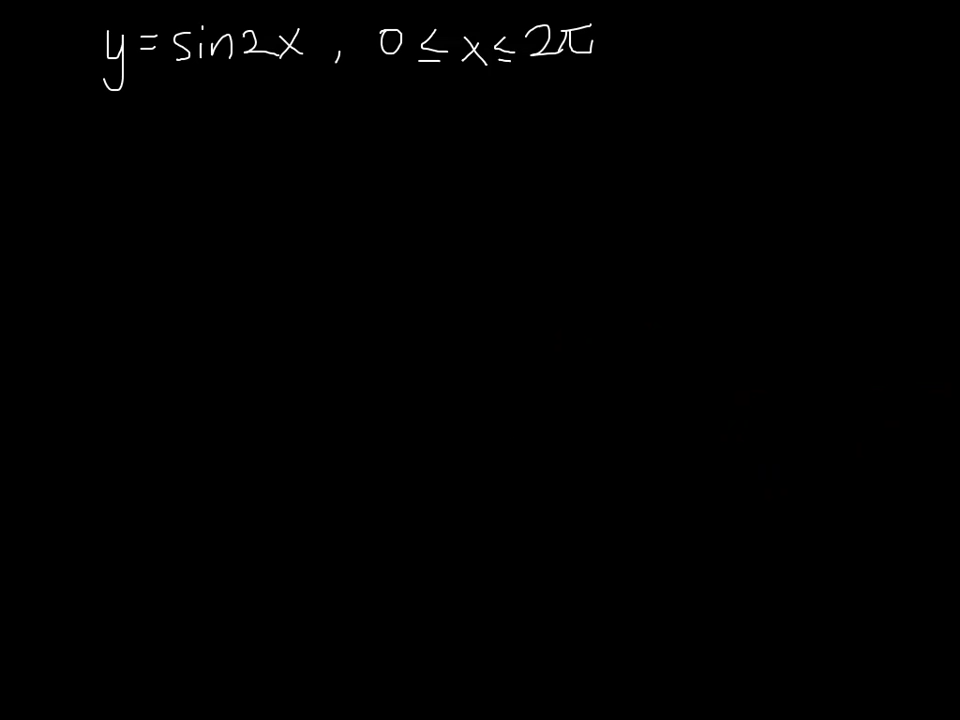 y = sin2x , 0 ≤ x ≤ 2π